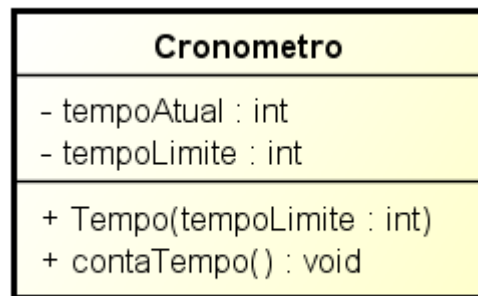 Cronometro
- tempoAtual : int
- tempoLimite : int
+ Tempo(tempoLimite : int)
+ contaTempo() : void